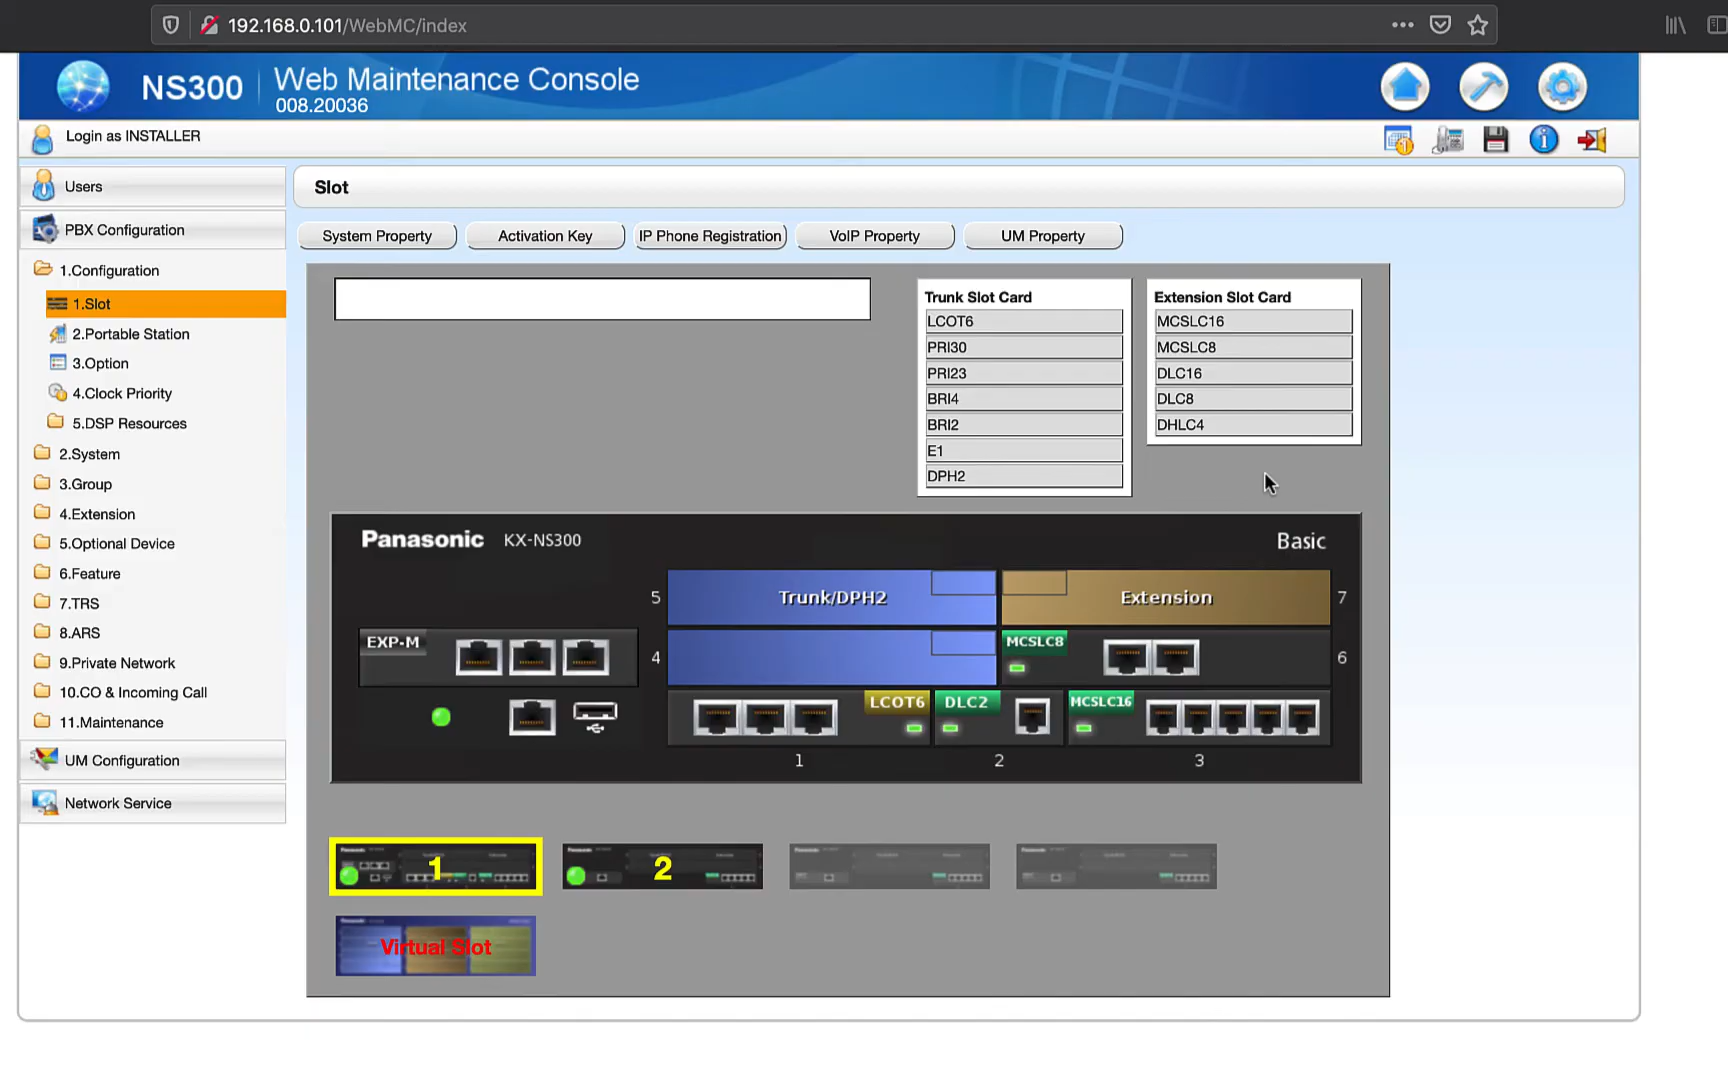 192.168.0.101/WebMC/index
NS300
Web Maintenance Console
008.20036
Login as INSTALLER
Users
PBX Configuration
1.Configuration
1.Slot
2.Portable Station
3.Option
4.Clock Priority
5.DSP Resources
2.System
3.Group
4.Extension
5.Optional Device
6.Feature
7.TRS
8.ARS
9.Private Network
10.CO & Incoming Call
11.Maintenance
UM Configuration
Network Service
Slot
System Property
Activation Key
IP Phone Registration
VoIP Property
UM Property
Trunk Slot Card
LCOT6
PRI30
PRI23
BRI4
BRI2
E1
DPH2
Extension Slot Card
MCSLC16
MCSLC8
DLC16
DLC8
DHLC4
Panasonic KX-NS300
Basic
5
Trunk/DPH2
Extension
7
EXP-M
4
MCSLC8
6
LCOT6
DLC2
MCSLC16
1
2
3
1
2
Virtual Slot